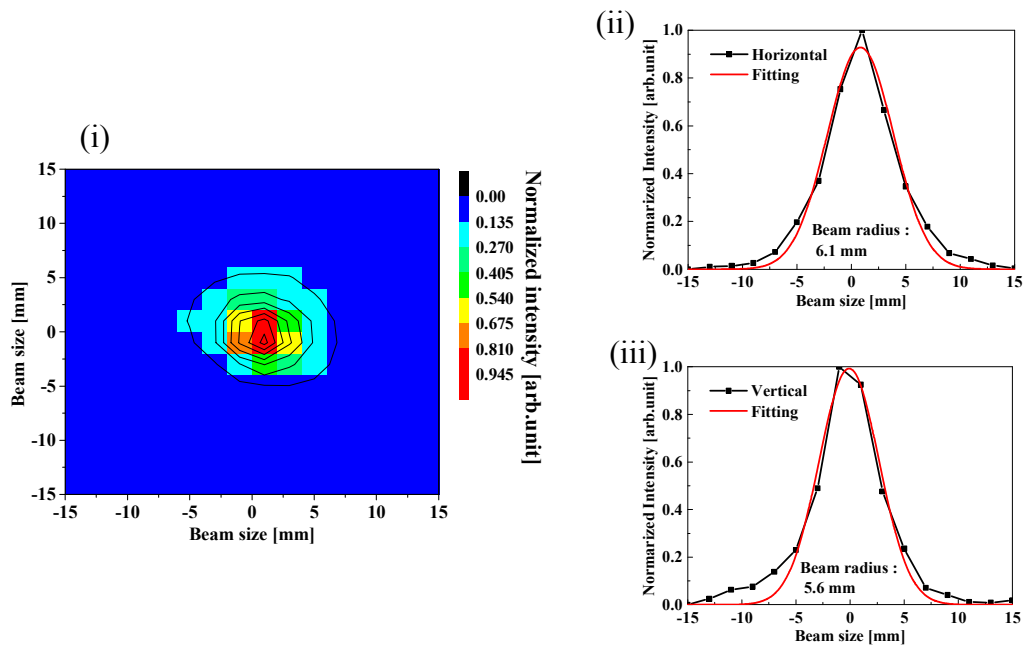 (i)
15
10
5
0
-5
-10
-15
-15
-10
-5
0
5
10
15
Beam size [mm]
Beam size [mm]
0.00
0.135
0.270
0.405
0.540
0.675
0.810
0.945
Normalized intensity [arb.unit]
(ii)
1.0
0.8
0.6
0.4
0.2
0.0
-15
-10
-5
0
5
10
15
Normarized Intensity [arb.unit]
Beam size [mm]
Horizontal
Fitting
Beam radius :
6.1 mm
(iii)
1.0
0.8
0.6
0.4
0.2
0.0
-15
-10
-5
0
5
10
15
Normarized Intensity [arb.unit]
Beam size [mm]
Vertical
Fitting
Beam radius :
5.6 mm